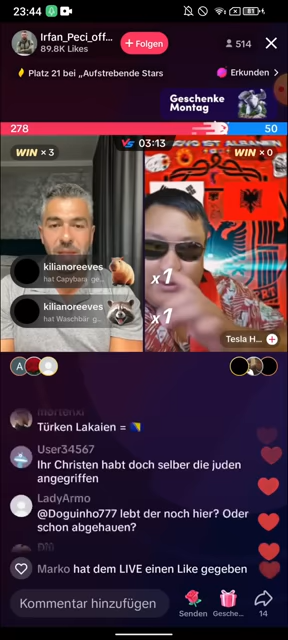 23:44
81
Irfan_Peci_off...
89.8K Likes
+ Folgen
514
Platz 21 bei „Aufstrebende Stars
Erkunden >
Geschenke
Montag
278
50
WIN × 3
VS 03:13
WIN × 0
kilianoreeves
hat Capybara ge...
kilianoreeves
hat Waschbär g...
x1
x1
Tesla H...
A
Türken Lakaien = 🇧🇦
User34567
Ihr Christen habt doch selber die juden
angegriffen
LadyArmo
@Doguinho777 lebt der noch hier? Oder
schon abgehauen?
Marko hat dem LIVE einen Like gegeben
Kommentar hinzufügen
Senden
Gesche...
14